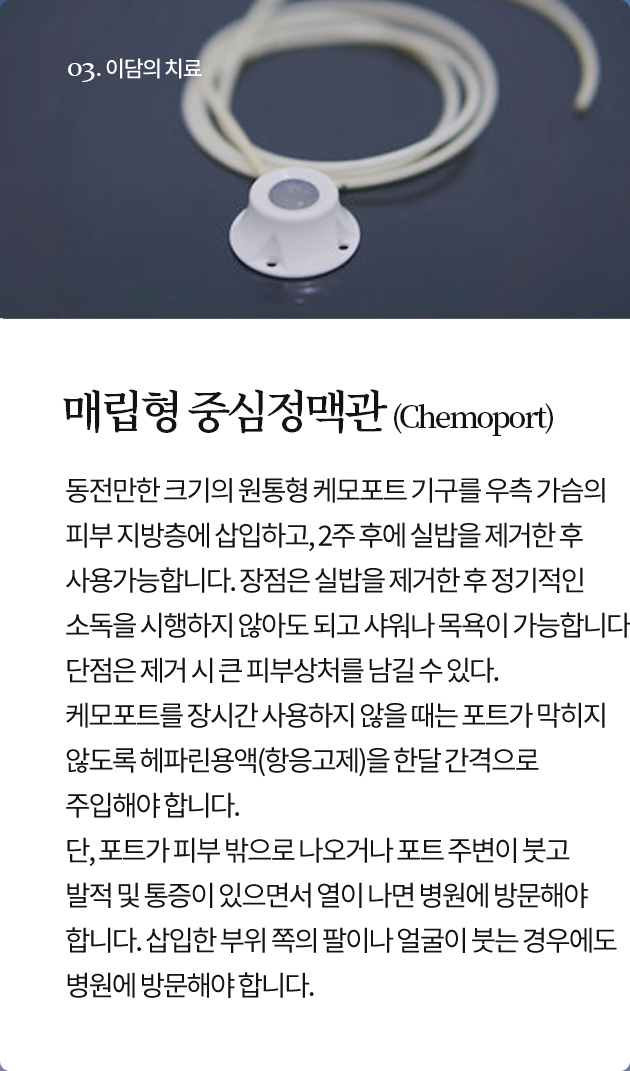 03. 이담의 치료
매립형 중심정맥관 (Chemoport)
동전만한 크기의 원통형 케모포트 기구를 우측 가슴의
피부 지방층에 삽입하고, 2주 후에 실밥을 제거한 후
사용가능합니다. 장점은 실밥을 제거한 후 정기적인
소독을 시행하지 않아도 되고 샤워나 목욕이 가능합니다
단점은 제거 시 큰 피부상처를 남길 수 있다.
케모포트를 장시간 사용하지 않을 때는 포트가 막히지
않도록 헤파린용액(항응고제)을 한달 간격으로
주입해야 합니다.
단, 포트가 피부 밖으로 나오거나 포트 주변이 붓고
발적 및 통증이 있으면서 열이 나면 병원에 방문해야
합니다. 삽입한 부위 쪽의 팔이나 얼굴이 붓는 경우에도
병원에 방문해야 합니다.